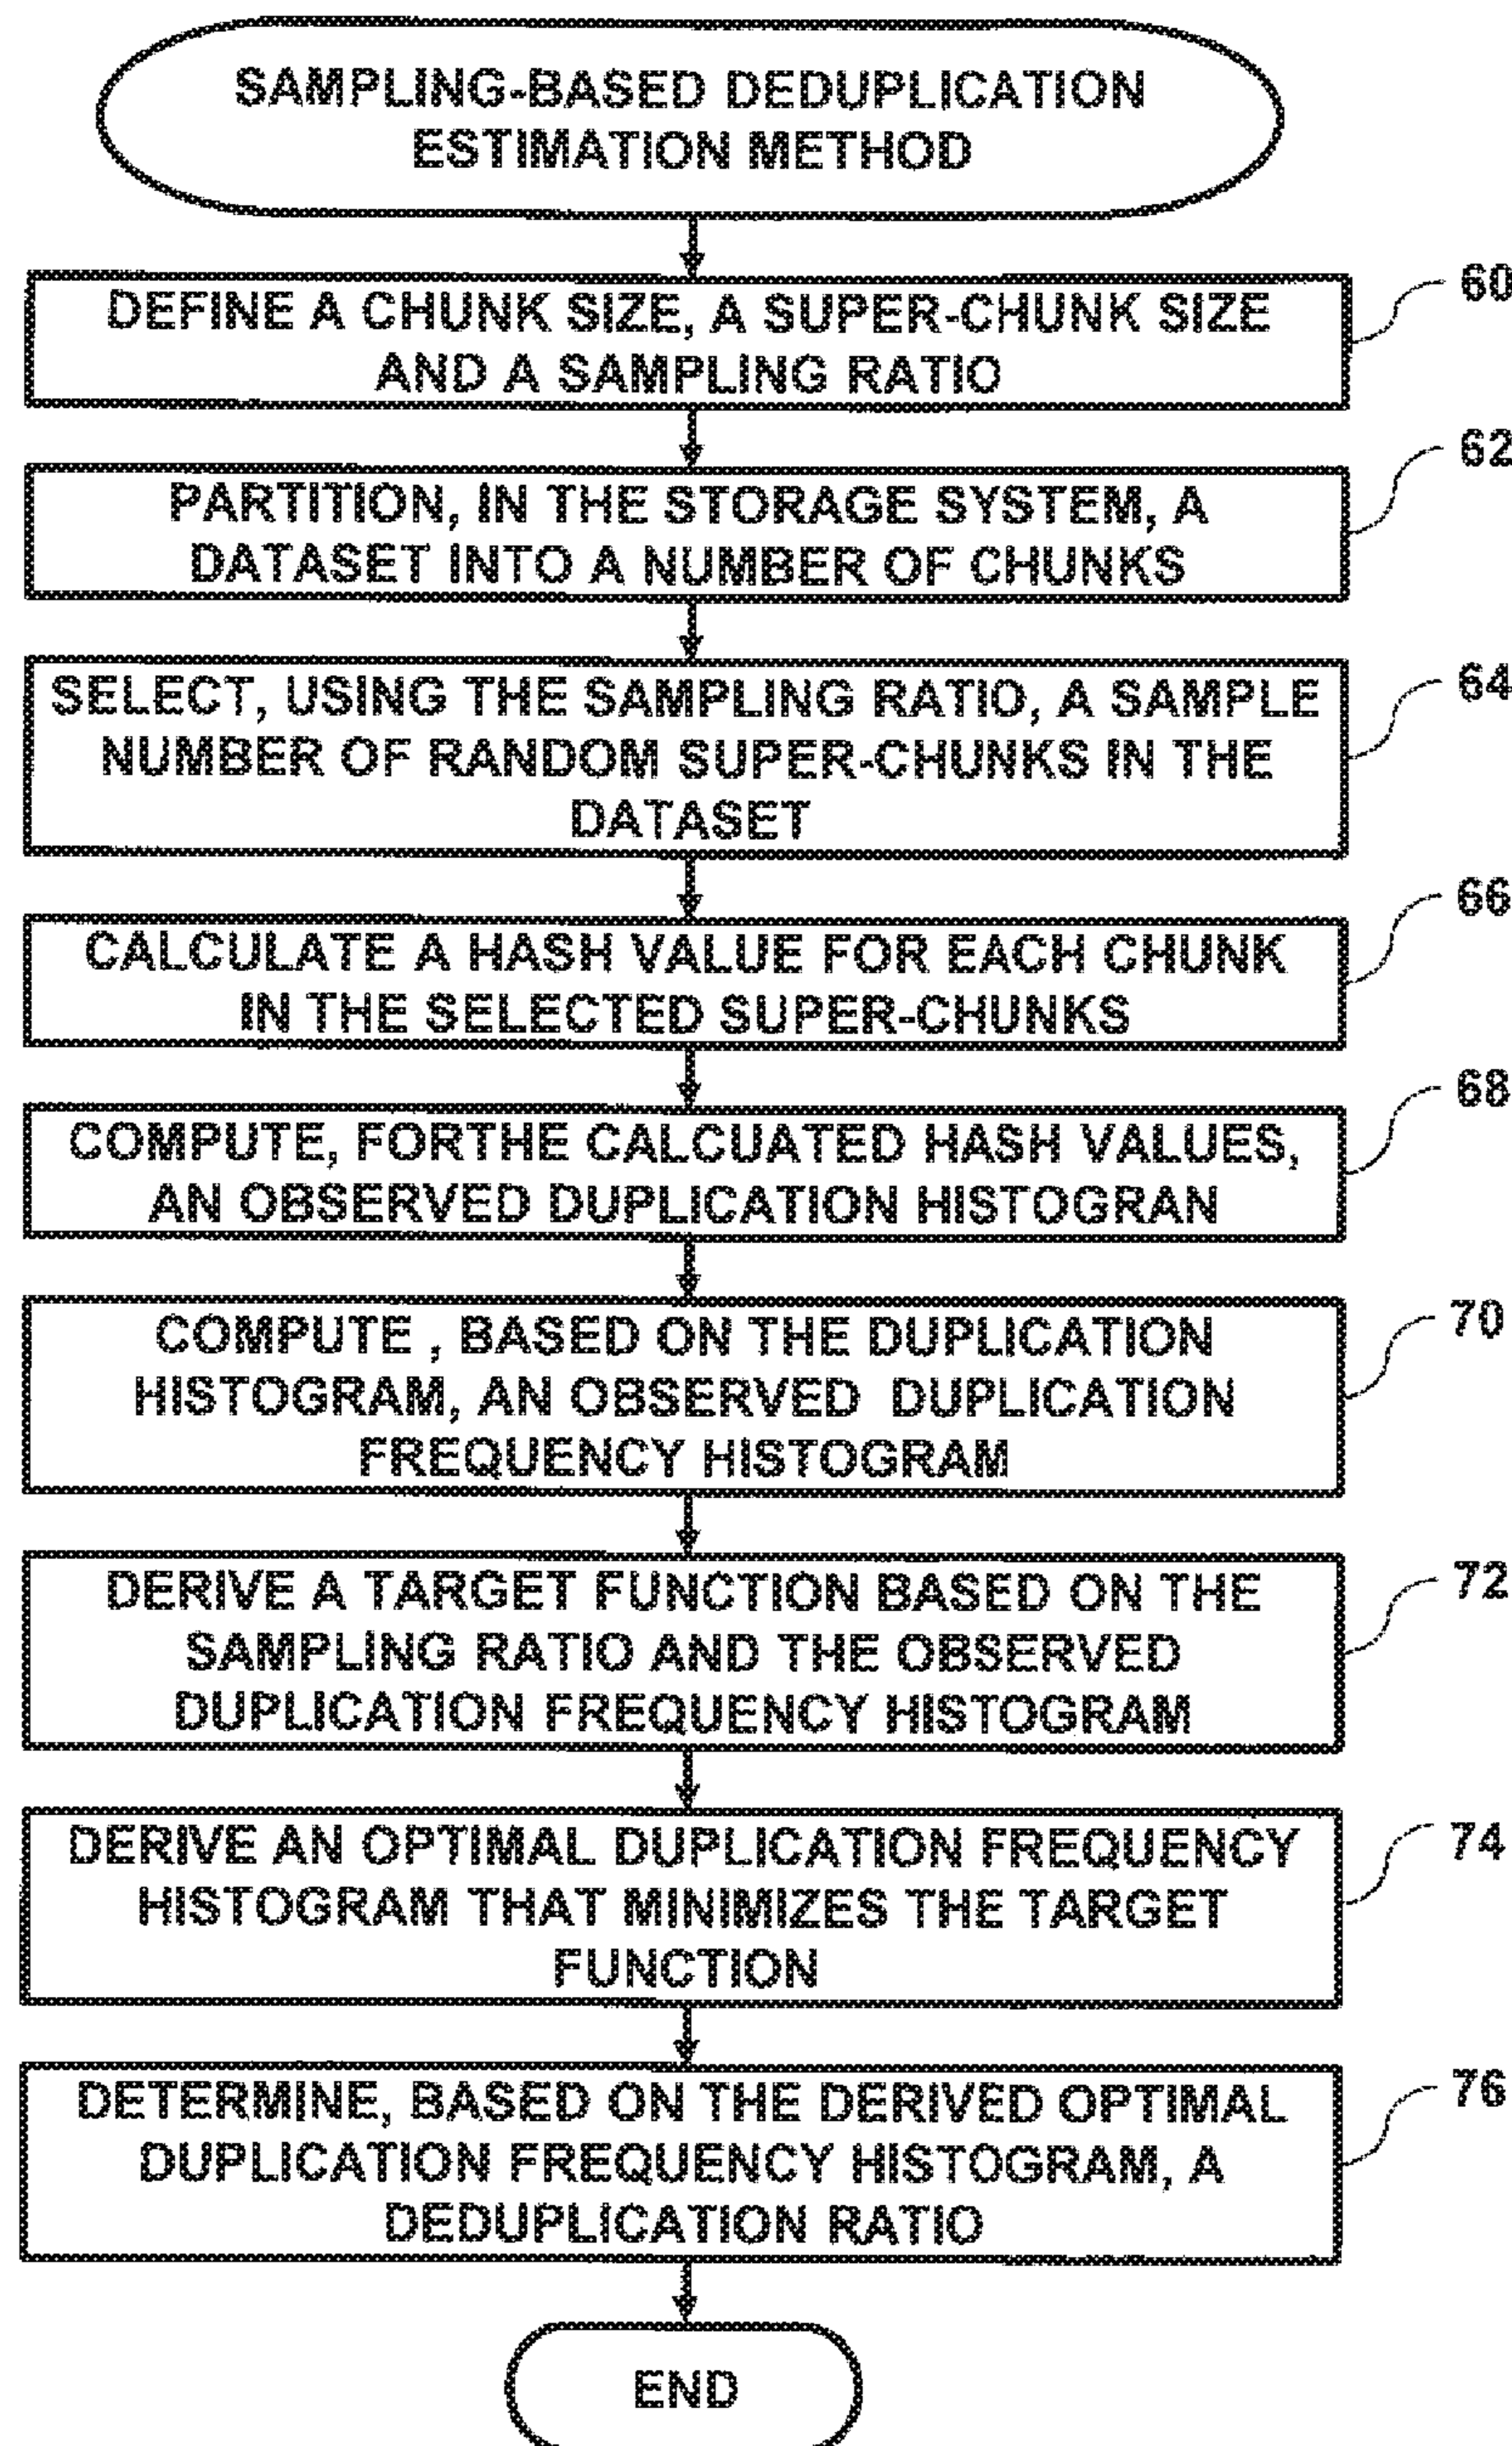 SAMPLING-BASED DEDUPLICATION
ESTIMATION METHOD
DEFINE A CHUNK SIZE, A SUPER-CHUNK SIZE
AND A SAMPLING RATIO
60
PARTITION, IN THE STORAGE SYSTEM, A
DATASET INTO A NUMBER OF CHUNKS
62
SELECT, USING THE SAMPLING RATIO, A SAMPLE
NUMBER OF RANDOM SUPER-CHUNKS IN THE
DATASET
64
CALCULATE A HASH VALUE FOR EACH CHUNK
IN THE SELECTED SUPER-CHUNKS
66
COMPUTE, FORTHE CALCUATED HASH VALUES,
AN OBSERVED DUPLICATION HISTOGRAN
68
COMPUTE , BASED ON THE DUPLICATION
HISTOGRAM, AN OBSERVED DUPLICATION
FREQUENCY HISTOGRAM
70
DERIVE A TARGET FUNCTION BASED ON THE
SAMPLING RATIO AND THE OBSERVED
DUPLICATION FREQUENCY HISTOGRAM
72
DERIVE AN OPTIMAL DUPLICATION FREQUENCY
HISTOGRAM THAT MINIMIZES THE TARGET
FUNCTION
74
DETERMINE, BASED ON THE DERIVED OPTIMAL
DUPLICATION FREQUENCY HISTOGRAM, A
DEDUPLICATION RATIO
76
END